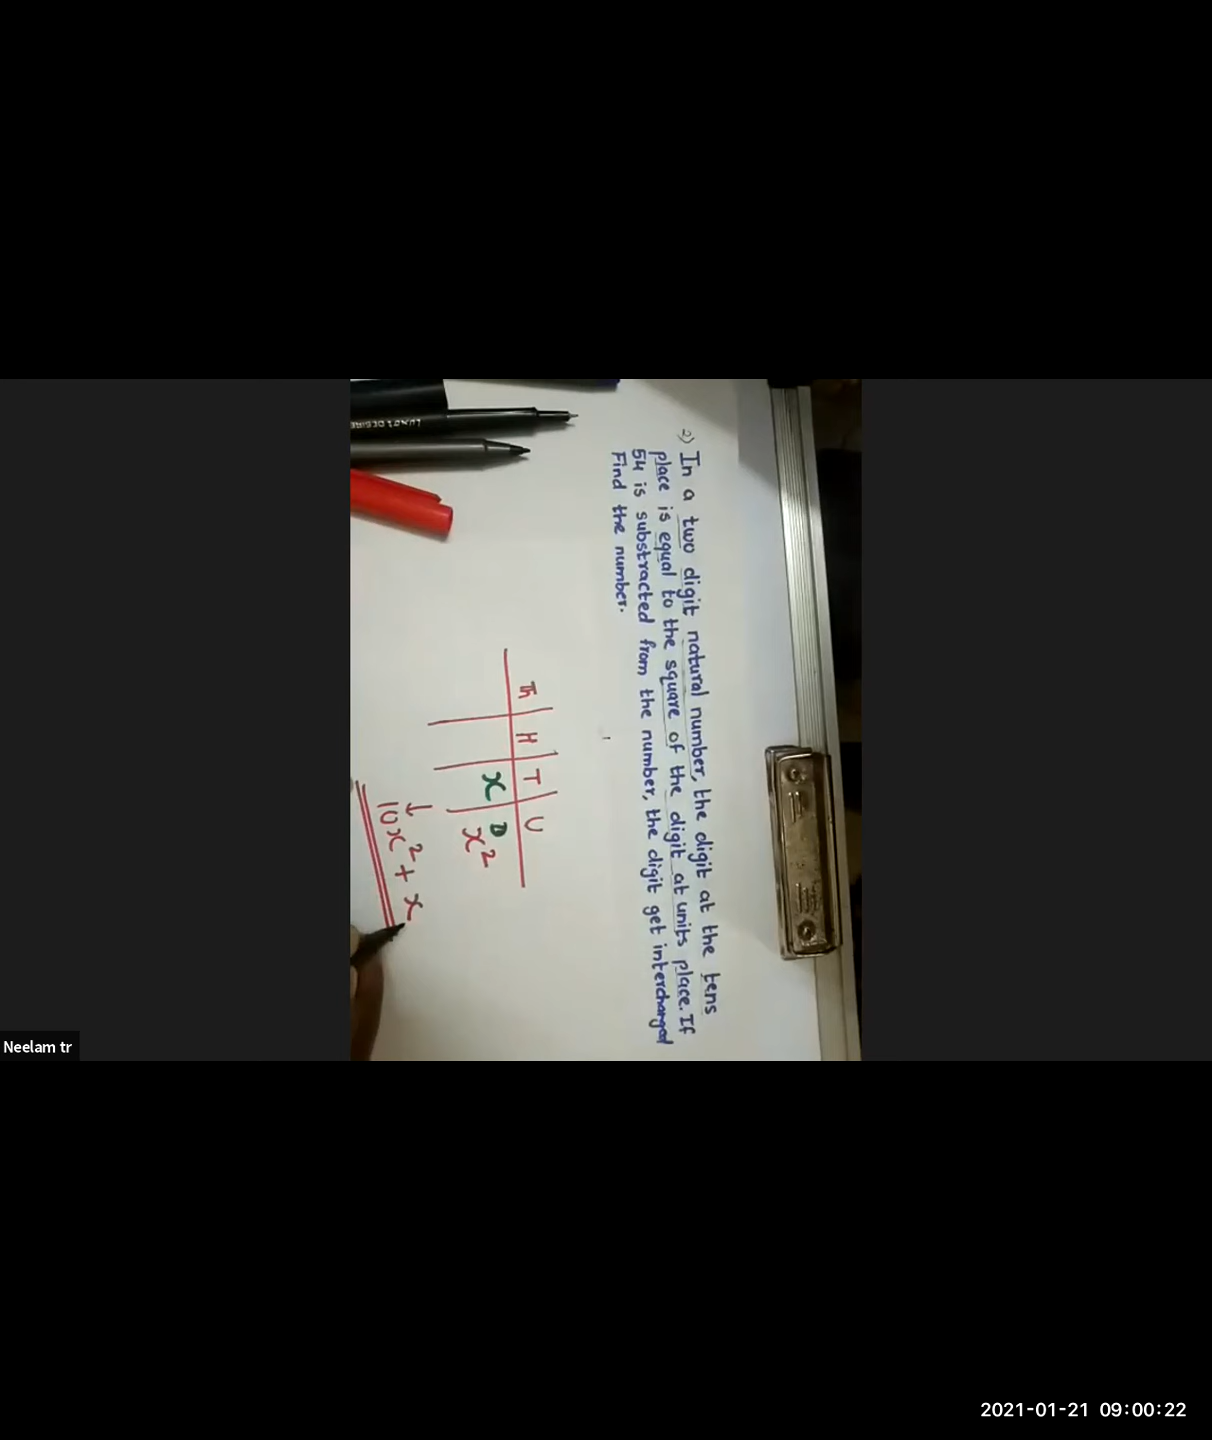 2) In a two digit natural number, the digit at the tens
place is equal to the square of the digit at units place. If
54 is substracted from the number, the digit get interchanged
Find the number.
Th H T U
x x²
10x² + x
LUXOR DESIRE
Neelam tr
2021-01-21 09:00:22